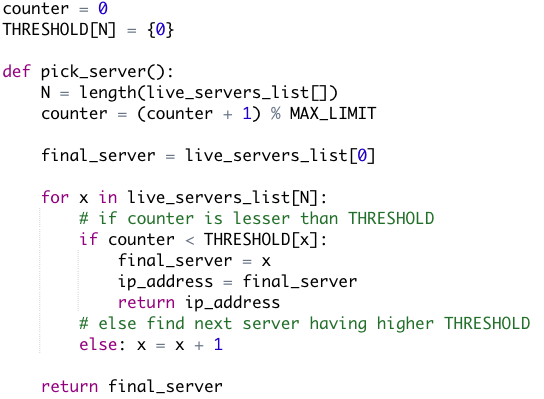 counter = 0
THRESHOLD[N] = {0}
def pick_server():
    N = length(live_servers_list[])
    counter = (counter + 1) % MAX_LIMIT
    final_server = live_servers_list[0]
    for x in live_servers_list[N]:
        # if counter is lesser than THRESHOLD
        if counter < THRESHOLD[x]:
            final_server = x
            ip_address = final_server
            return ip_address
        # else find next server having higher THRESHOLD
        else: x = x + 1
    return final_server